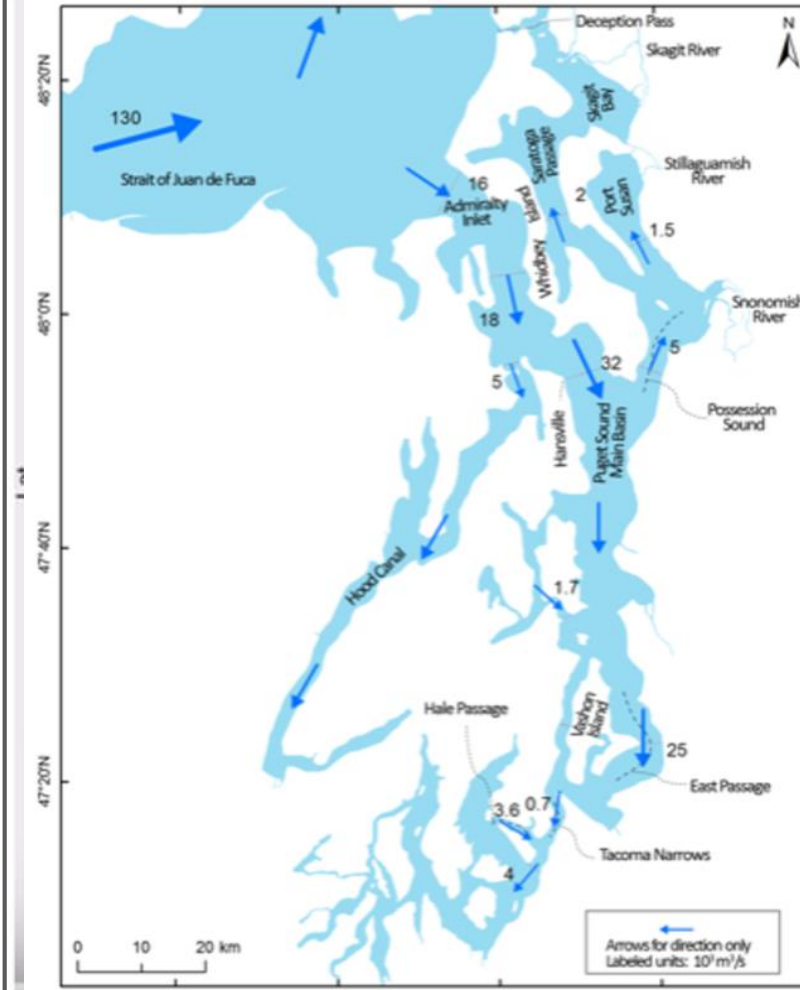 Deception Pass
N
Skagit River
48°20'N
Skagit
Bay
130
Saratoga
Passage
Stillaguamish
River
Strait of Juan de Fuca
16
2
Port
Susan
Admiralty
Inlet
Whidbey Island
1.5
48°0'N
Snonomish
River
18
5
32
5
Possession
Sound
Hansville
Puget Sound
Main Basin
47°40'N
Hood Canal
1.7
Hale Passage
Vashon
Island
25
47°20'N
East Passage
3.6
0.7
Tacoma Narrows
4
0 10 20 km
Arrows for direction only
Labeled units: 10³ m³/s